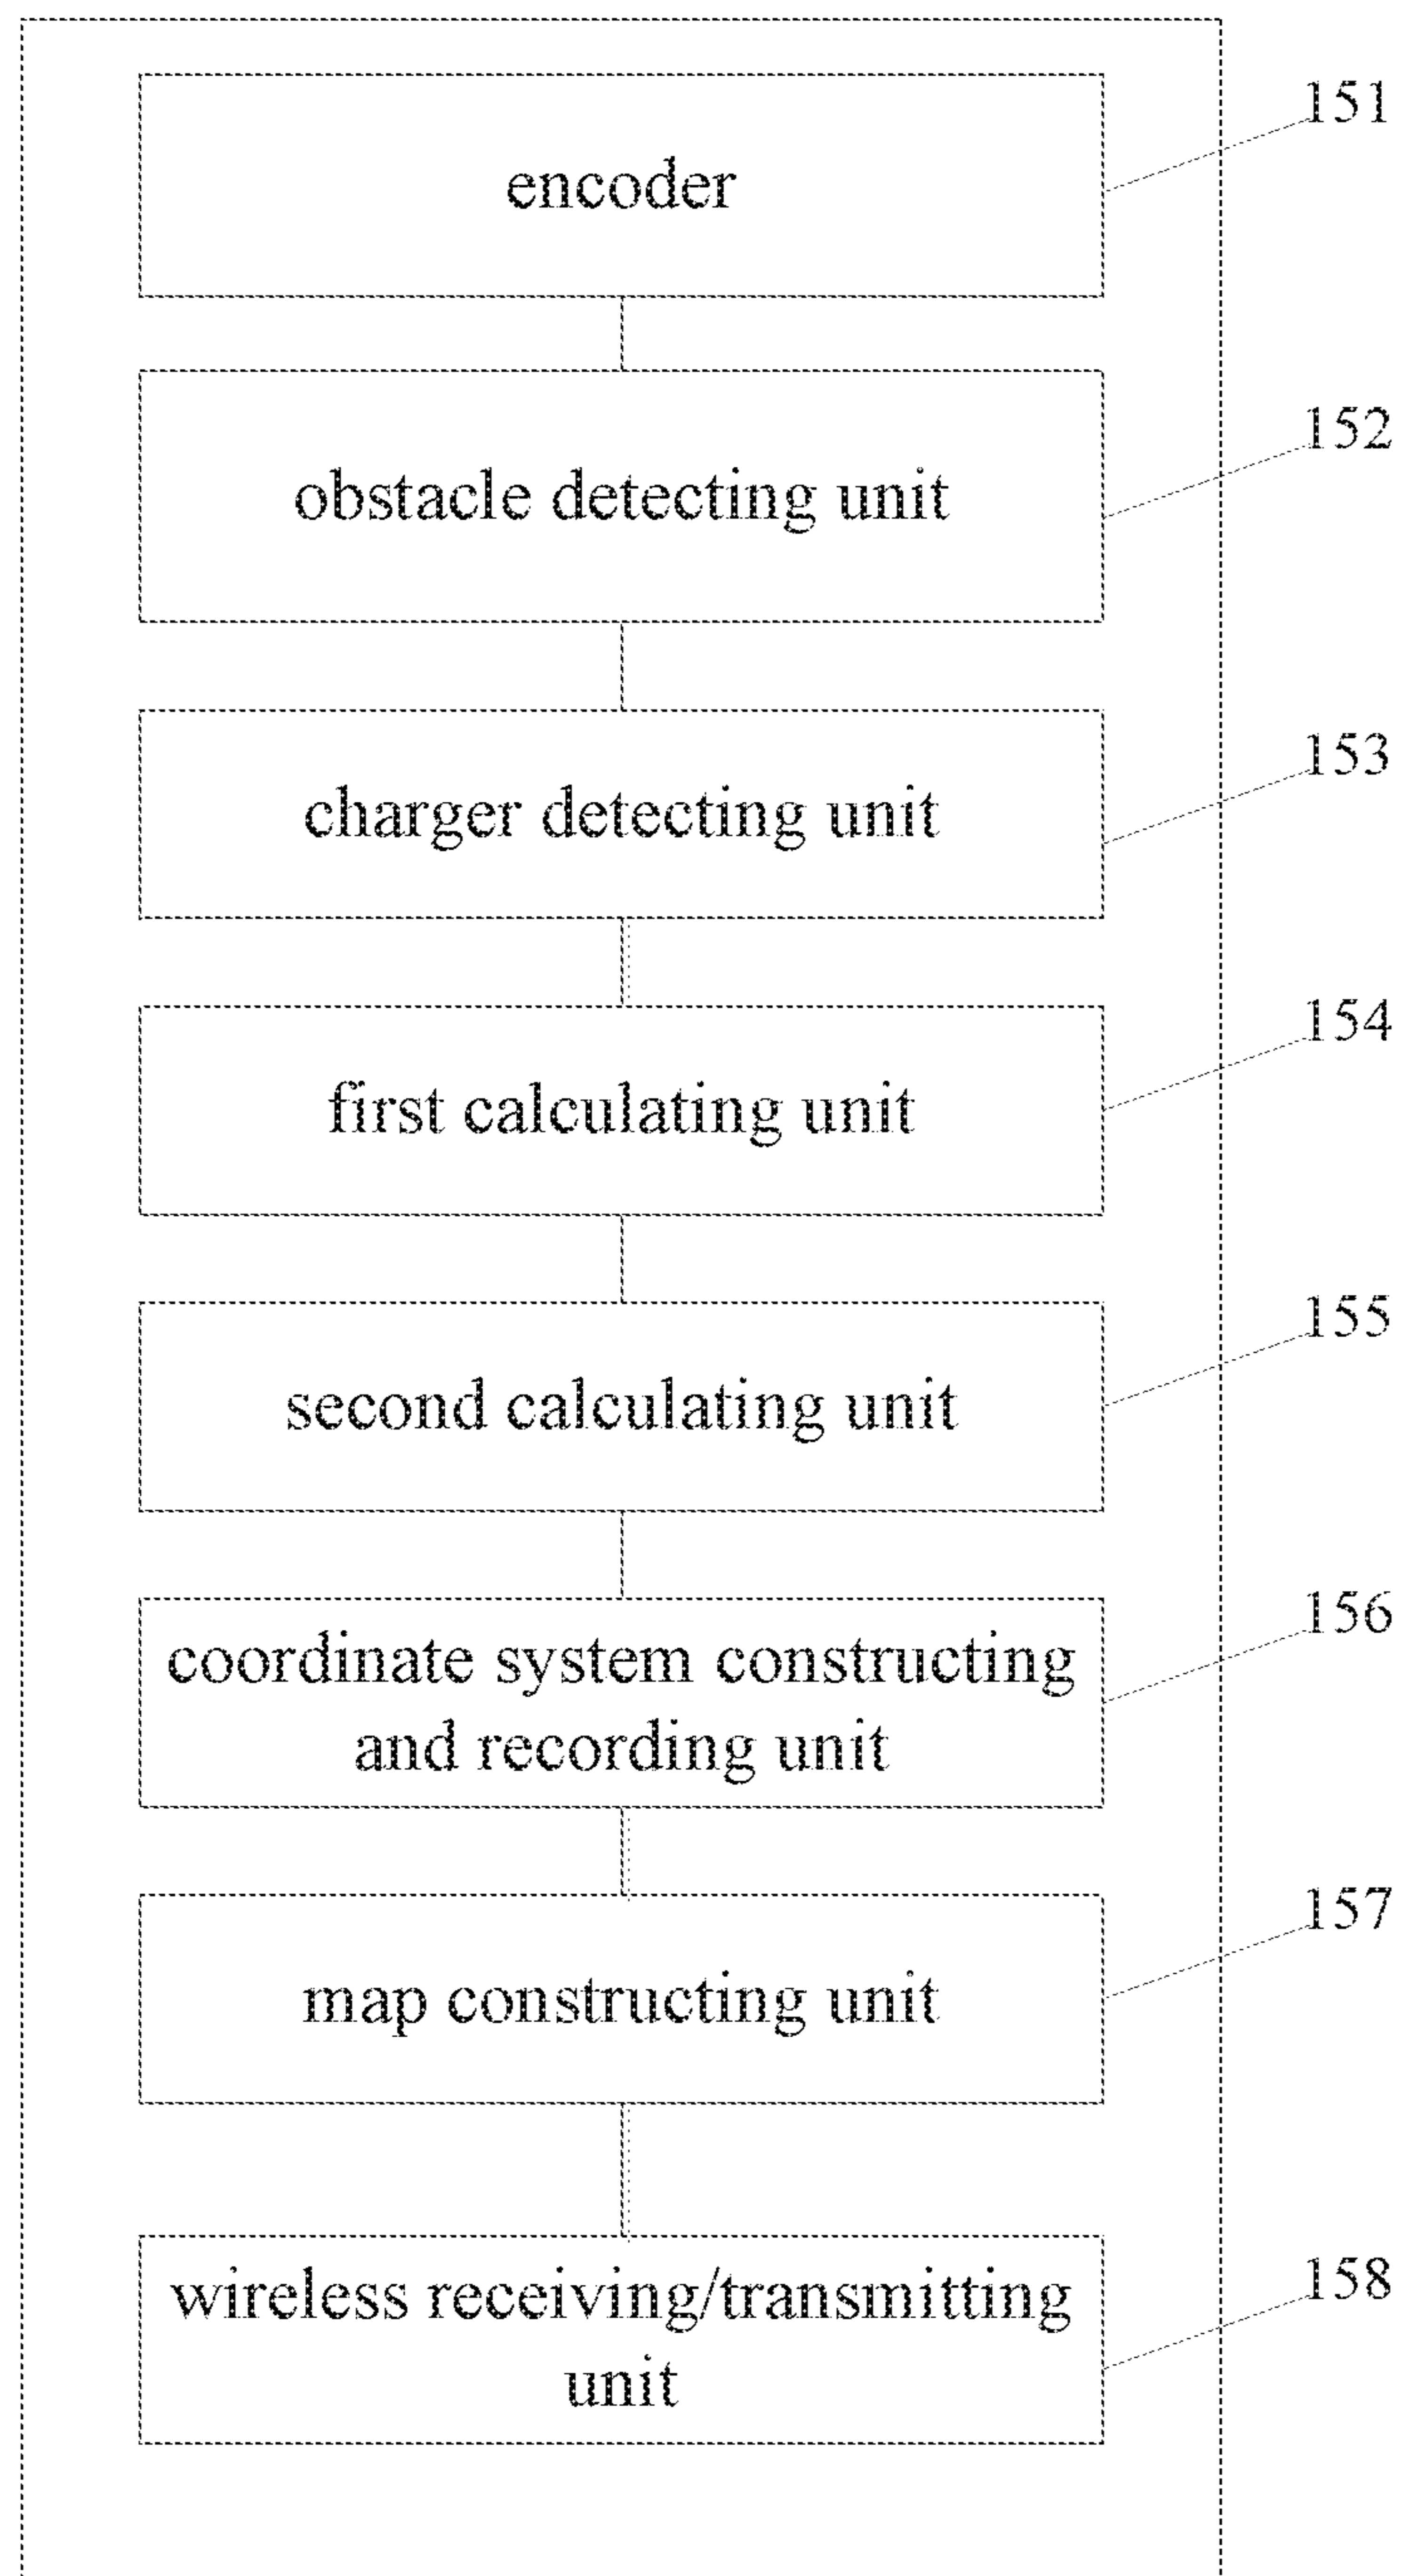 encoder
151
obstacle detecting unit
152
charger detecting unit
153
first calculating unit
154
second calculating unit
155
coordinate system constructing
and recording unit
156
map constructing unit
157
wireless receiving/transmitting
unit
158